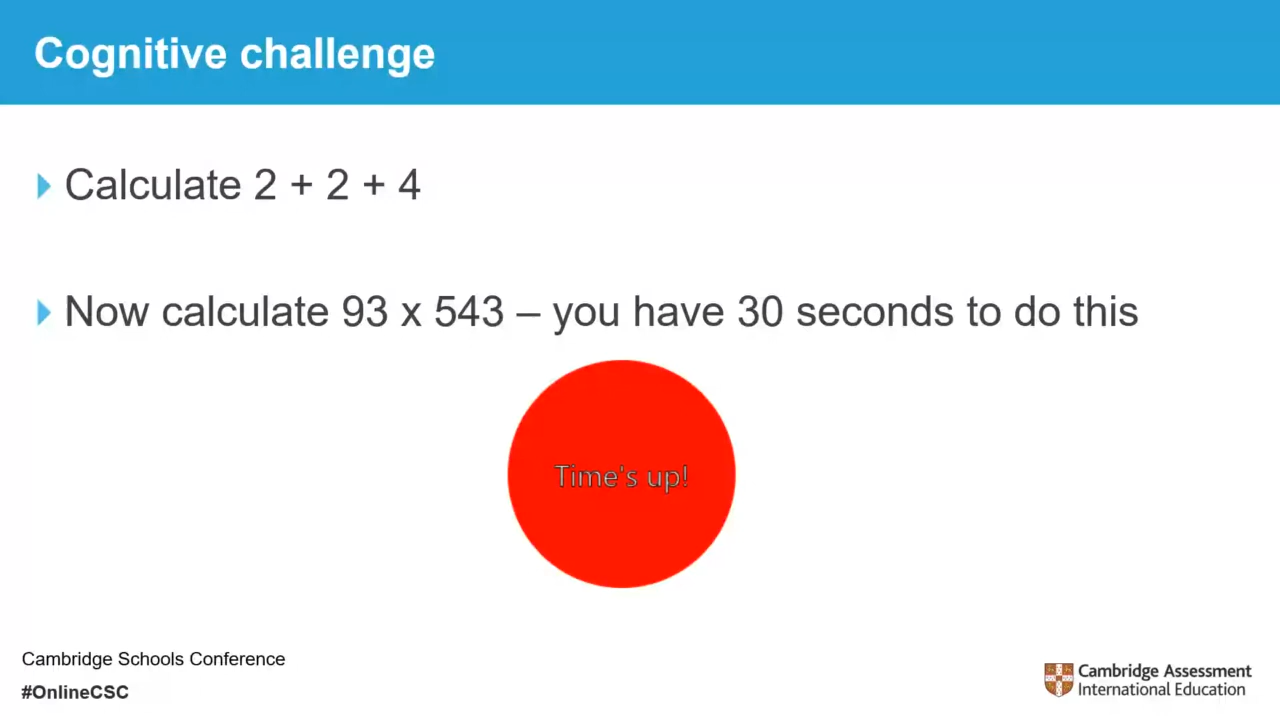 Cognitive challenge
Calculate 2 + 2 + 4
Now calculate 93 x 543 – you have 30 seconds to do this
Time's up!
Cambridge Schools Conference
#OnlineCSC
Cambridge Assessment
International Education